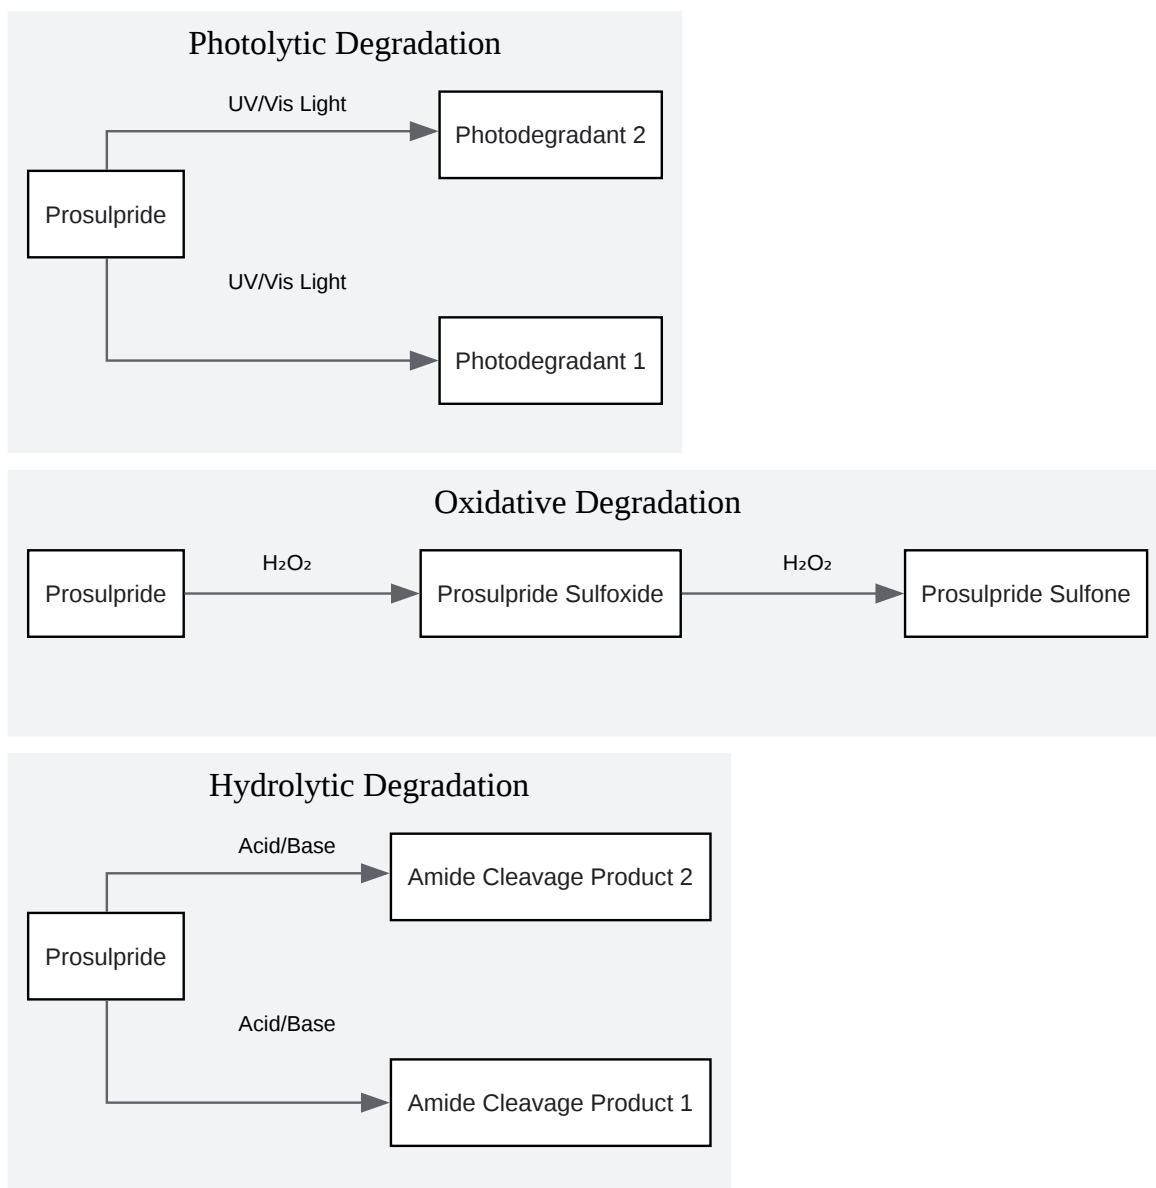 Photolytic Degradation
UV/Vis Light
Photodegradant 2
Prosulpride
UV/Vis Light
Photodegradant 1
Oxidative Degradation
H₂O₂
H₂O₂
Prosulpride
Prosulpride Sulfoxide
Prosulpride Sulfone
Hydrolytic Degradation
Acid/Base
Amide Cleavage Product 2
Prosulpride
Acid/Base
Amide Cleavage Product 1